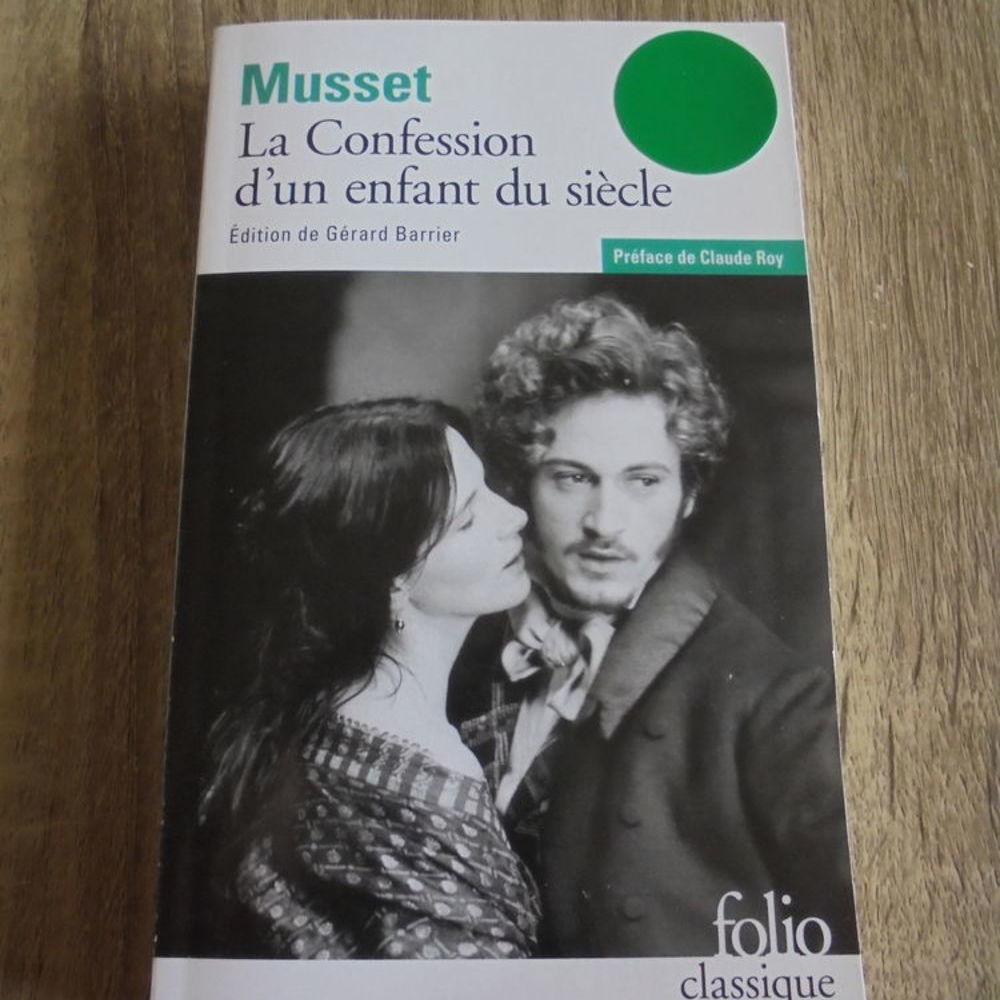 Musset
La Confession
d'un enfant du siècle
Édition de Gérard Barrier
Préface de Claude Roy
folio
classique